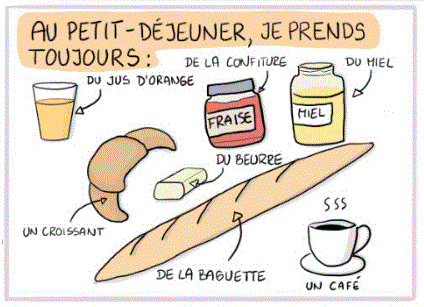 AU PETIT-DÉJEUNER, JE PRENDS
TOUJOURS :
DE LA CONFITURE
DU MIEL
DU JUS D'ORANGE
FRAISE
MIEL
DU BEURRE
UN CROISSANT
DE LA BAGUETTE
SSS
UN CAFÉ